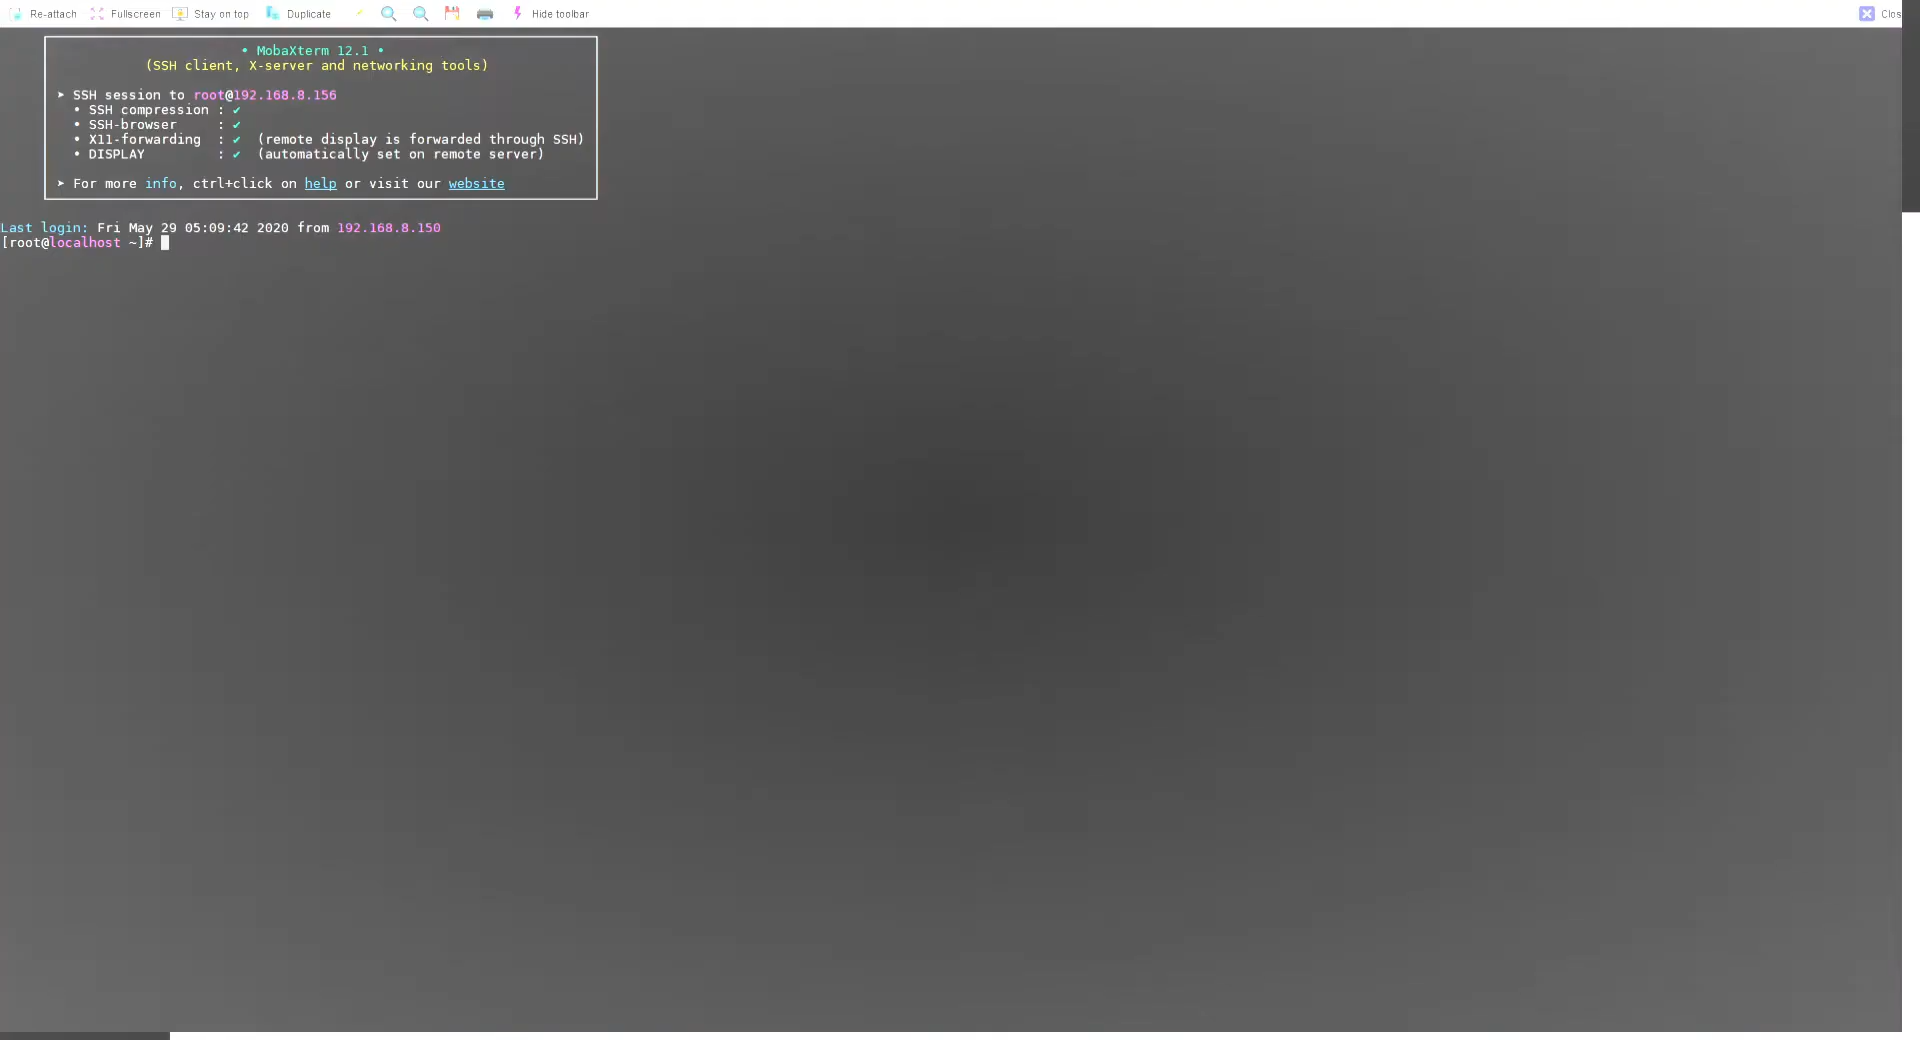 Re-attach Fullscreen Stay on top Duplicate Hide toolbar Clos
• MobaXterm 12.1 •
(SSH client, X-server and networking tools)
➤ SSH session to root@192.168.8.156
• SSH compression : ✔
• SSH-browser : ✔
• X11-forwarding : ✔ (remote display is forwarded through SSH)
• DISPLAY : ✔ (automatically set on remote server)
➤ For more info, ctrl+click on help or visit our website
Last login: Fri May 29 05:09:42 2020 from 192.168.8.150
[root@localhost ~]#